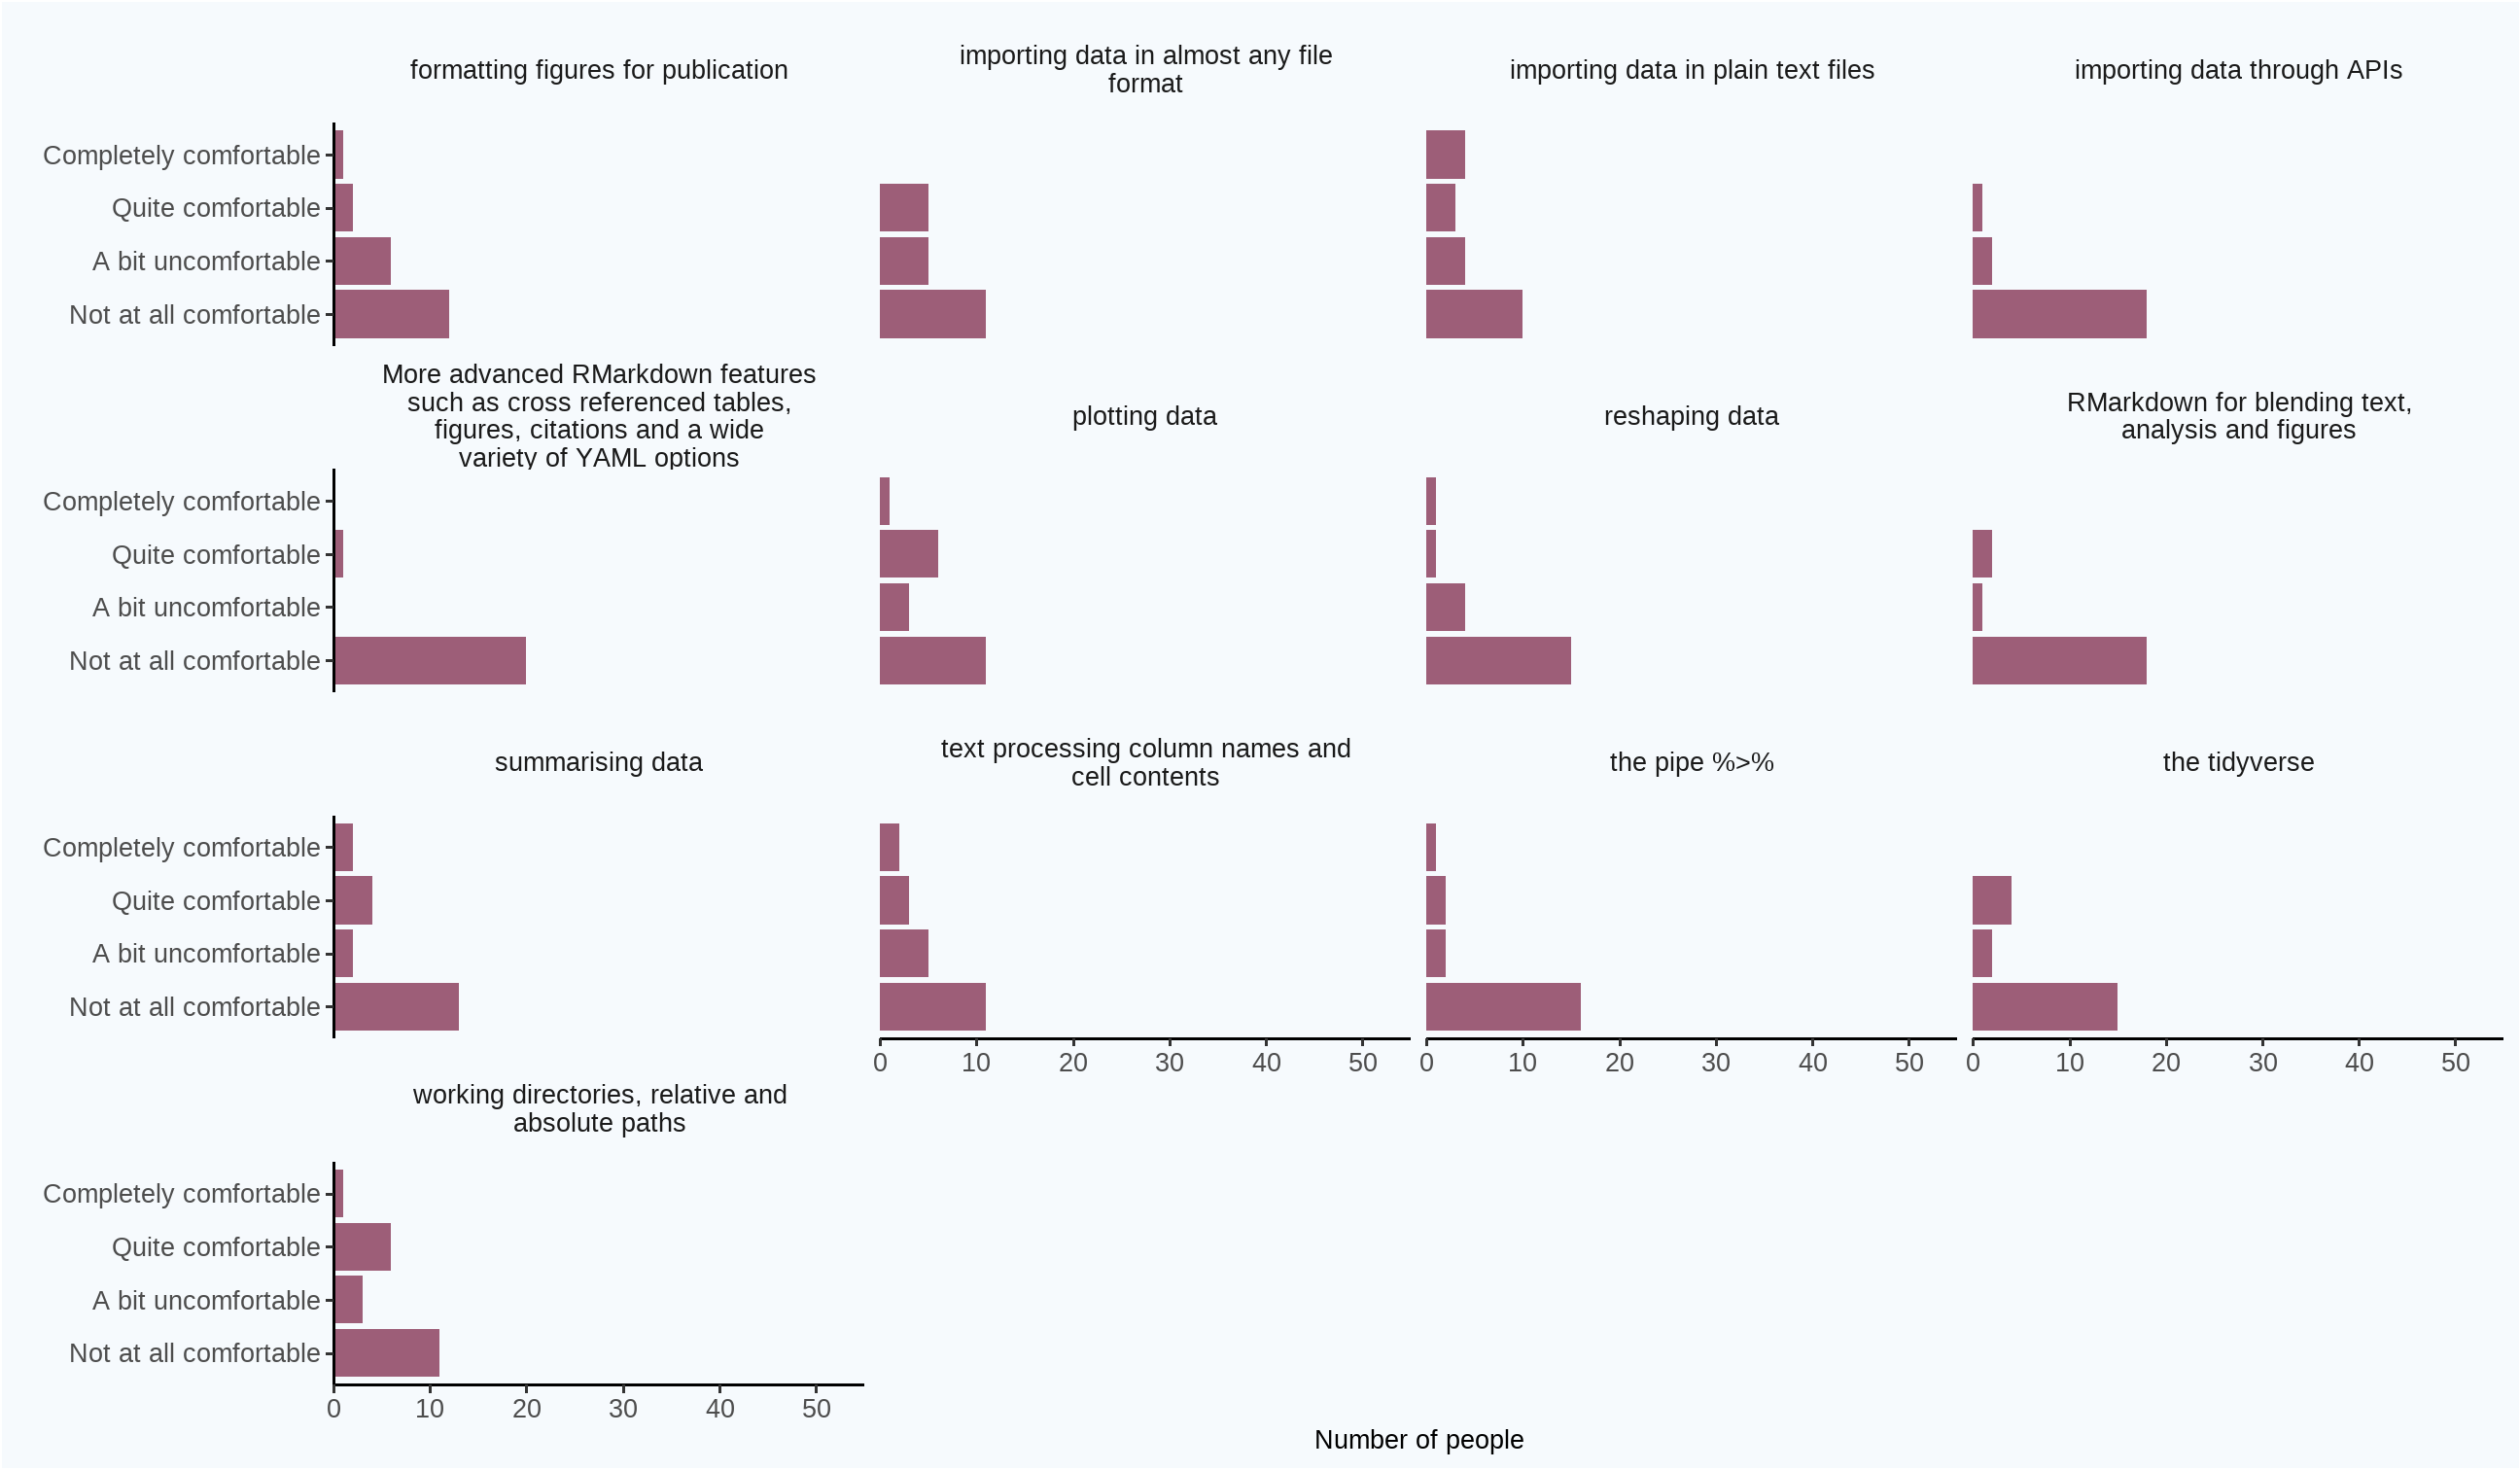 formatting figures for publication
importing data in almost any file
format
importing data in plain text files
importing data through APIs
Completely comfortable
Quite comfortable
A bit uncomfortable
Not at all comfortable
More advanced RMarkdown features
such as cross referenced tables,
figures, citations and a wide
variety of YAML options
plotting data
reshaping data
RMarkdown for blending text,
analysis and figures
Completely comfortable
Quite comfortable
A bit uncomfortable
Not at all comfortable
summarising data
text processing column names and
cell contents
the pipe %>%
the tidyverse
Completely comfortable
Quite comfortable
A bit uncomfortable
Not at all comfortable
0 10 20 30 40 50
0 10 20 30 40 50
0 10 20 30 40 50
working directories, relative and
absolute paths
Completely comfortable
Quite comfortable
A bit uncomfortable
Not at all comfortable
0 10 20 30 40 50
Number of people